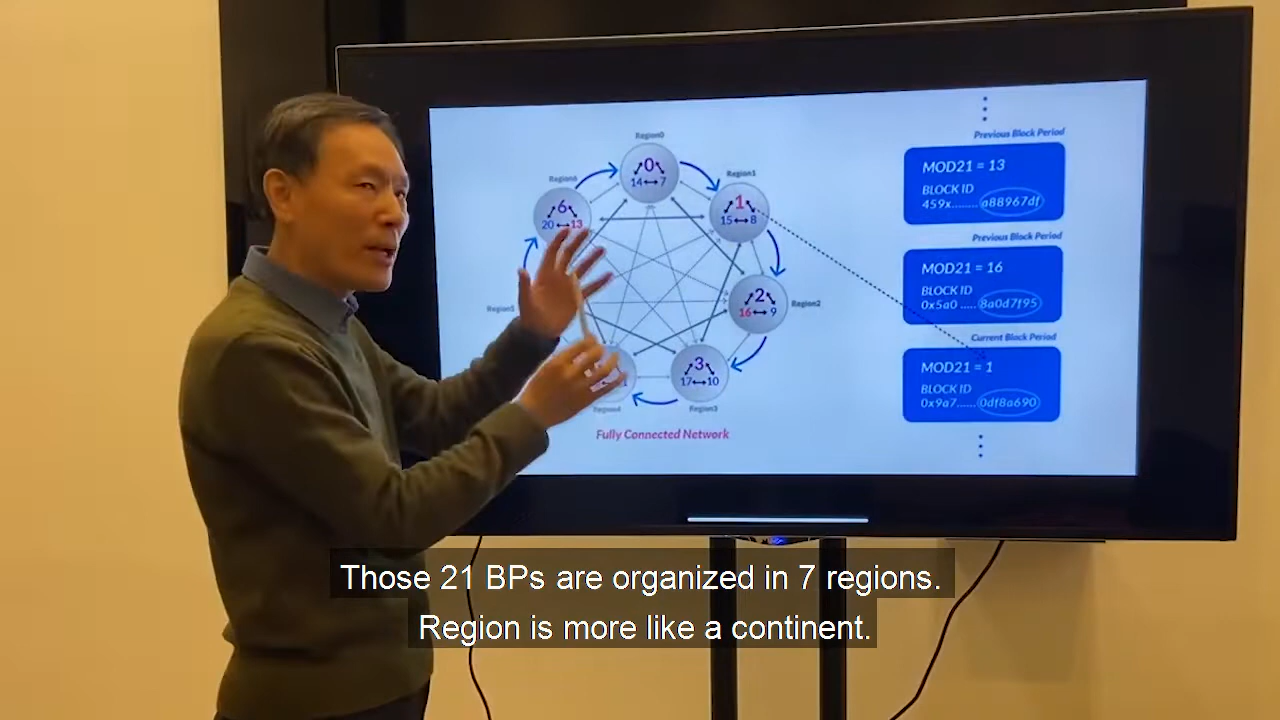 Region0
0
14 7
Region6
6
20 13
Region1
1
15 8
Region5
2
16 9
Region2
3
17 10
Region4
Region3
Fully Connected Network
Previous Block Period
MOD21 = 13
BLOCK ID
459x........ a88967df
Previous Block Period
MOD21 = 16
BLOCK ID
0x5a0 ..... 8a0d7f95
Current Block Period
MOD21 = 1
BLOCK ID
0x9a7...... 0df8a690
Those 21 BPs are organized in 7 regions.
Region is more like a continent.